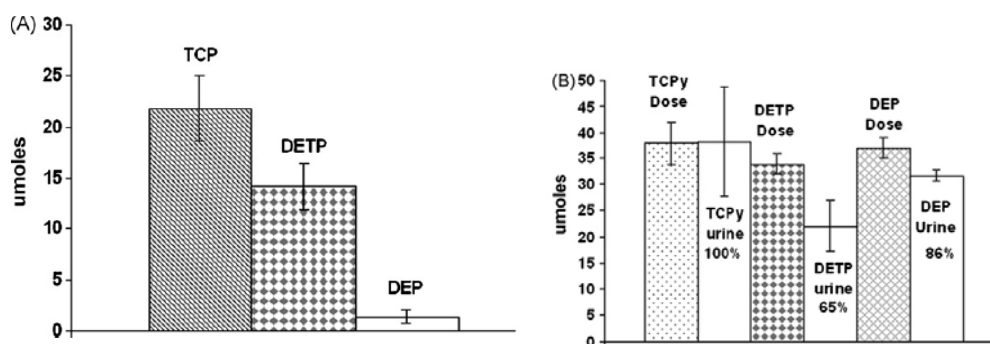 (A)
30
25
20
15
10
5
0
umoles
TCP
DETP
DEP
(B)
50
45
40
35
30
25
20
15
10
5
0
umoles
TCPy
Dose
TCPy
urine
100%
DETP
Dose
DETP
urine
65%
DEP
Dose
DEP
Urine
86%